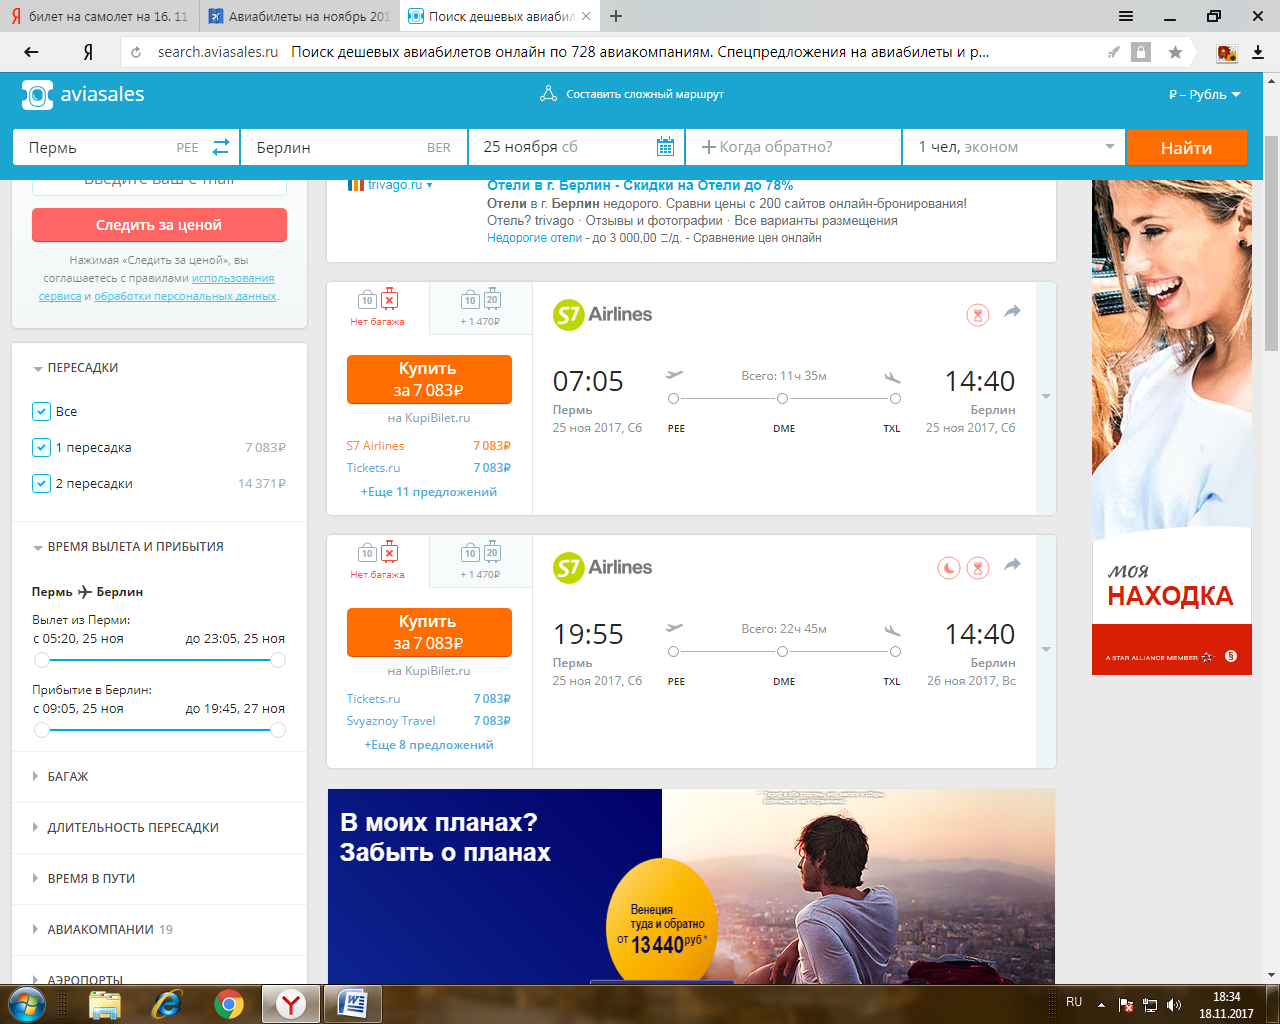 билет на самолет на 16. 11
Авиабилеты на ноябрь 201
Поиск дешевых авиабил
search.aviasales.ru Поиск дешевых авиабилетов онлайн по 728 авиакомпаниям. Спецпредложения на авиабилеты и р...
aviasales
Составить сложный маршрут
₽ – Рубль
Пермь PEE
Берлин BER
25 ноября сб
Когда обратно?
1 чел, эконом
Найти
Введите ваш e-mail
Следить за ценой
Нажимая «Следить за ценой», вы
соглашаетесь с правилами использования
сервиса и обработки персональных данных.
ПЕРЕСАДКИ
Все
1 пересадка 7 083₽
2 пересадки 14 371₽
ВРЕМЯ ВЫЛЕТА И ПРИБЫТИЯ
Пермь Берлин
Вылет из Перми:
с 05:20, 25 ноя до 23:05, 25 ноя
Прибытие в Берлин:
с 09:05, 25 ноя до 19:45, 27 ноя
БАГАЖ
ДЛИТЕЛЬНОСТЬ ПЕРЕСАДКИ
ВРЕМЯ В ПУТИ
АВИАКОМПАНИИ 19
АЭРОПОРТЫ
trivago.ru
Отели в г. Берлин - Скидки на Отели до 78%
Отели в г. Берлин недорого. Сравни цены с 200 сайтов онлайн-бронирования!
Отель? trivago · Отзывы и фотографии · Все варианты размещения
Недорогие отели - до 3 000,00 □/д. - Сравнение цен онлайн
10
Нет багажа
10 20
+ 1 470₽
Купить
за 7 083₽
на KupiBilet.ru
S7 Airlines 7 083₽
Tickets.ru 7 083₽
+Еще 11 предложений
S7 Airlines
07:05
Всего: 11ч 35м
14:40
Пермь
Берлин
25 ноя 2017, Сб
PEE DME TXL
25 ноя 2017, Сб
10
Нет багажа
10 20
+ 1 470₽
Купить
за 7 083₽
на KupiBilet.ru
Tickets.ru 7 083₽
Svyaznoy Travel 7 083₽
+Еще 8 предложений
S7 Airlines
19:55
Всего: 22ч 45м
14:40
Пермь
Берлин
25 ноя 2017, Сб
PEE DME TXL
26 ноя 2017, Вс
В моих планах?
Забыть о планах
Венеция
туда и обратно
от 13 440 руб*
моя
НАХОДКА
A STAR ALLIANCE MEMBER
RU
18:34
18.11.2017